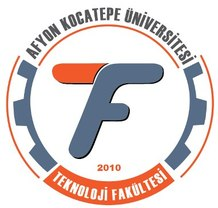 AFYON KOCATEPE ÜNİVERSİTESİ
2010
TEKNOLOJİ FAKÜLTESİ